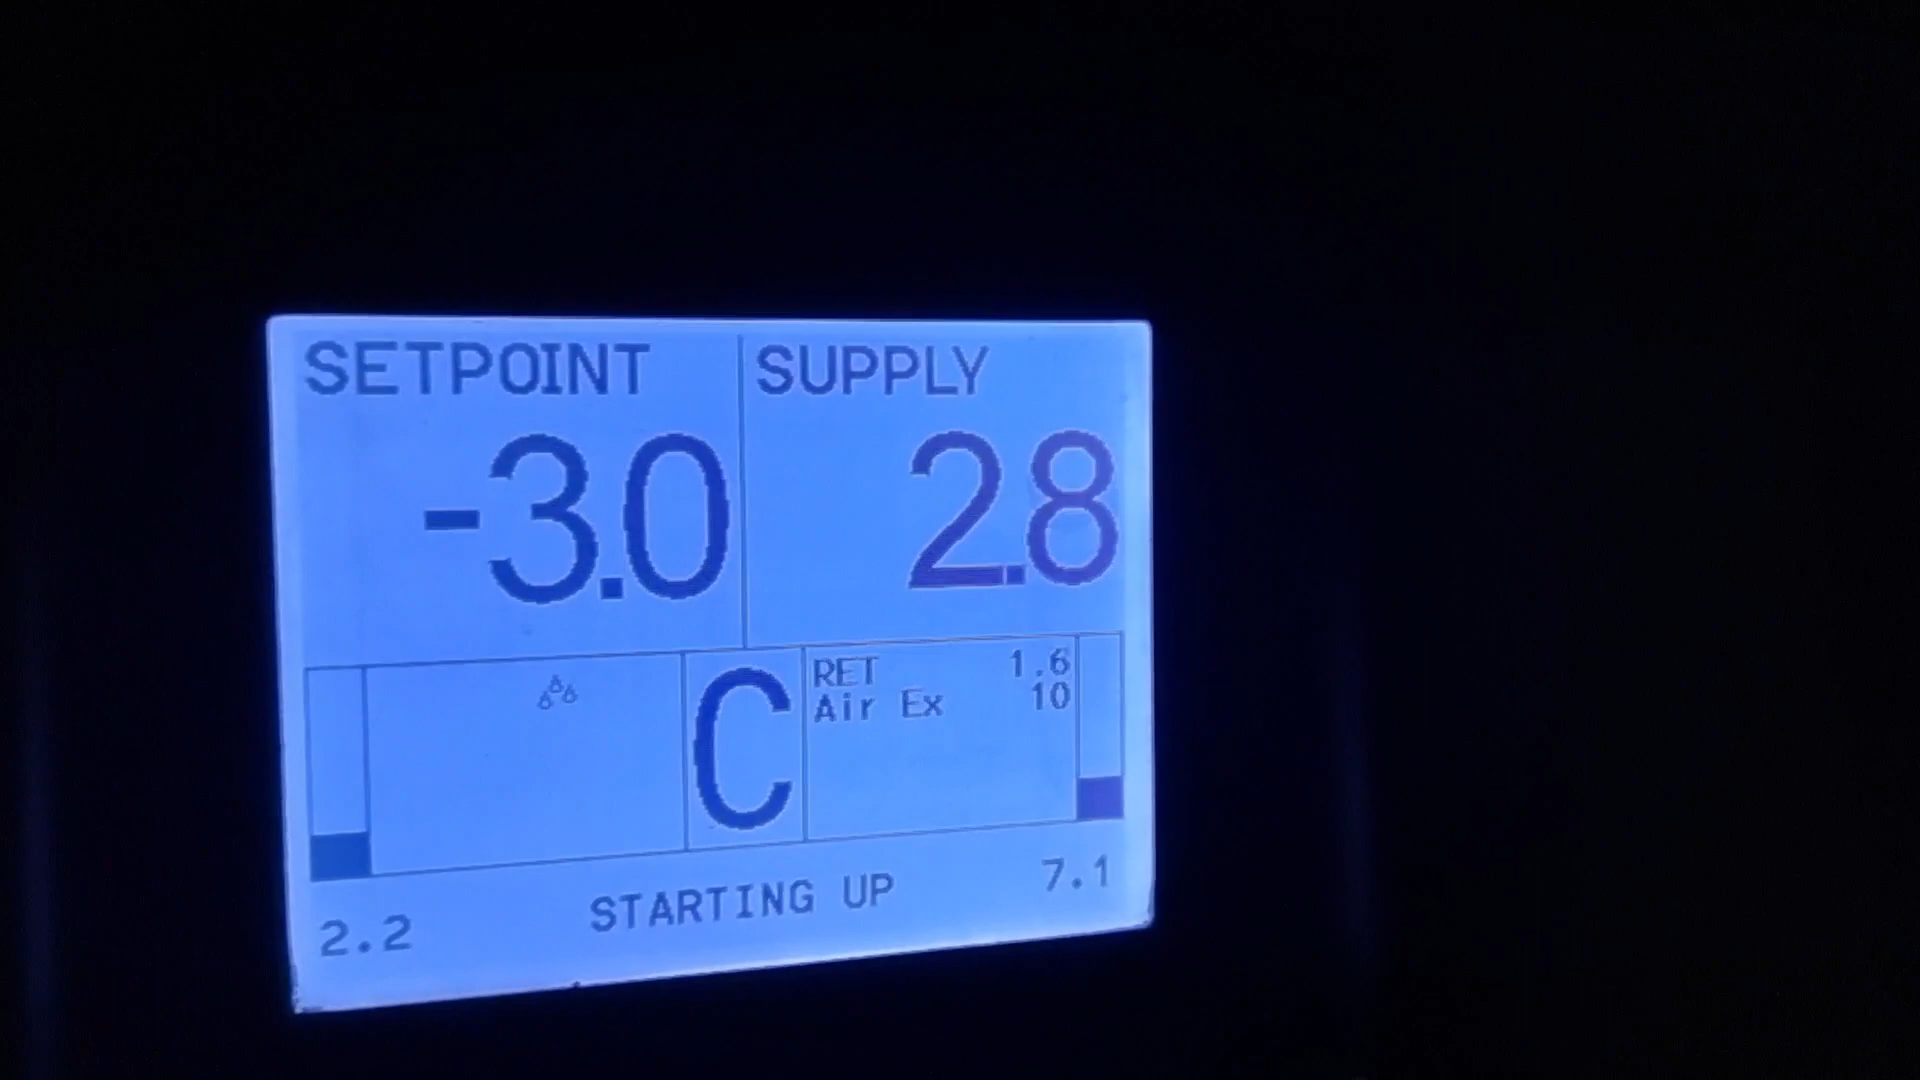 SETPOINT
SUPPLY
-3.0
2.8
C
RET 1.6
Air Ex 10
2.2
STARTING UP
7.1